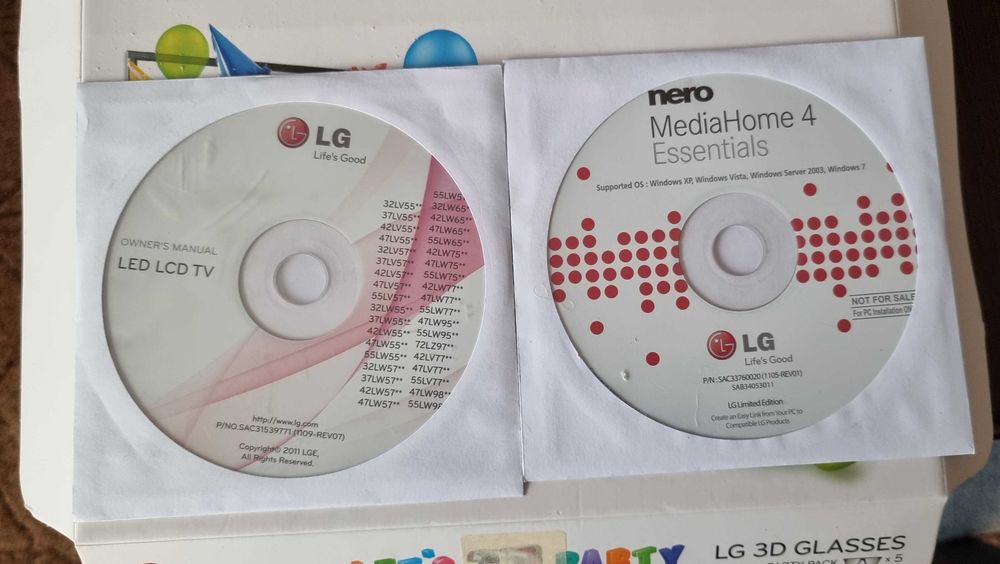 LG
Life's Good
OWNER'S MANUAL
LED LCD TV
32LV55**
37LV55**
42LV55**
47LV55**
32LV57**
37LV57**
42LV57**
47LV57**
55LV57**
32LW55**
37LW55**
42LW55**
47LW55**
55LW55**
32LW57**
37LW57**
42LW57**
47LW57**
55LW5
32LW65**
42LW65**
47LW65**
55LW65**
42LW75**
47LW75**
55LW75**
42LW77**
47LW77**
55LW77**
47LW95**
55LW95**
72LZ97**
42LV77**
47LV77**
55LV77**
47LW98*
55LW98
http://www.lg.com
P/NO.SAC31539771 (1109-REV07)
Copyright© 2011 LGE,
All Rights Reserved.
nero
MediaHome 4
Essentials
Supported OS : Windows XP, Windows Vista, Windows Server 2003, Windows 7
NOT FOR SALE
For PC Installation ON
LG
Life's Good
P/N : SAC33760020 (1105-REV01)
SAB34053011
LG Limited Edition
Create an Easy Link from Your PC to
Compatible LG Products
PARTY
LG 3D GLASSES
PARTY PACK × 5